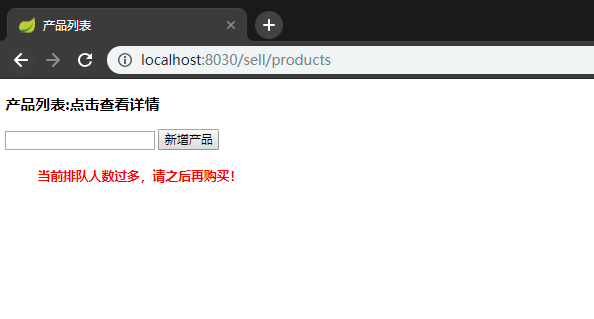 产品列表
localhost:8030/sell/products
产品列表:点击查看详情
新增产品
当前排队人数过多，请之后再购买！